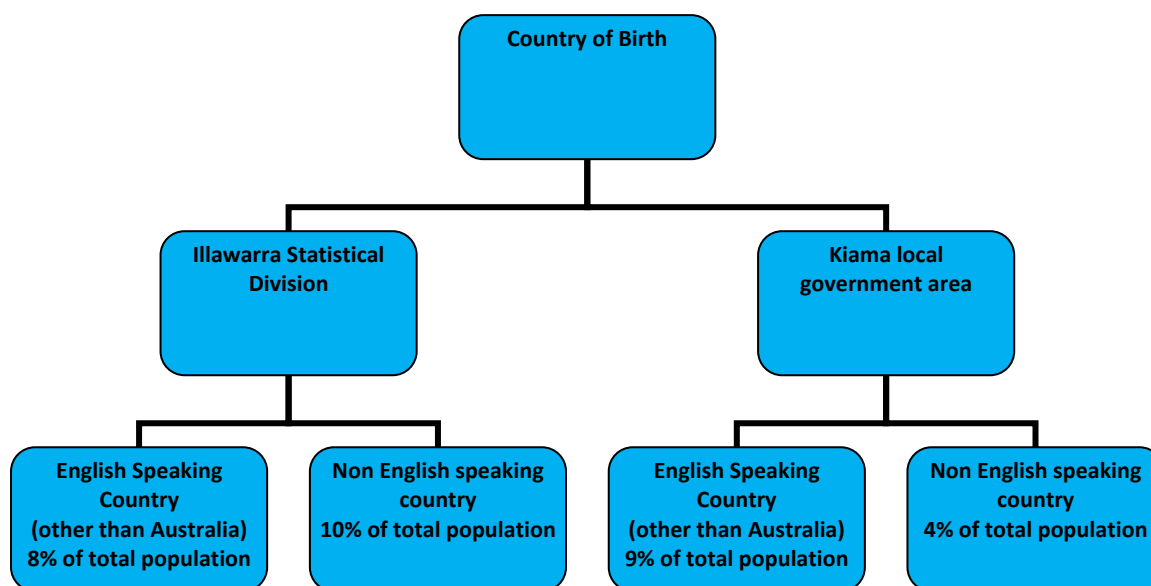 Country of Birth
Illawarra Statistical
Division
Kiama local
government area
English Speaking
Country
(other than Australia)
8% of total population
Non English speaking
country
10% of total population
English Speaking
Country
(other than Australia)
9% of total population
Non English speaking
country
4% of total population